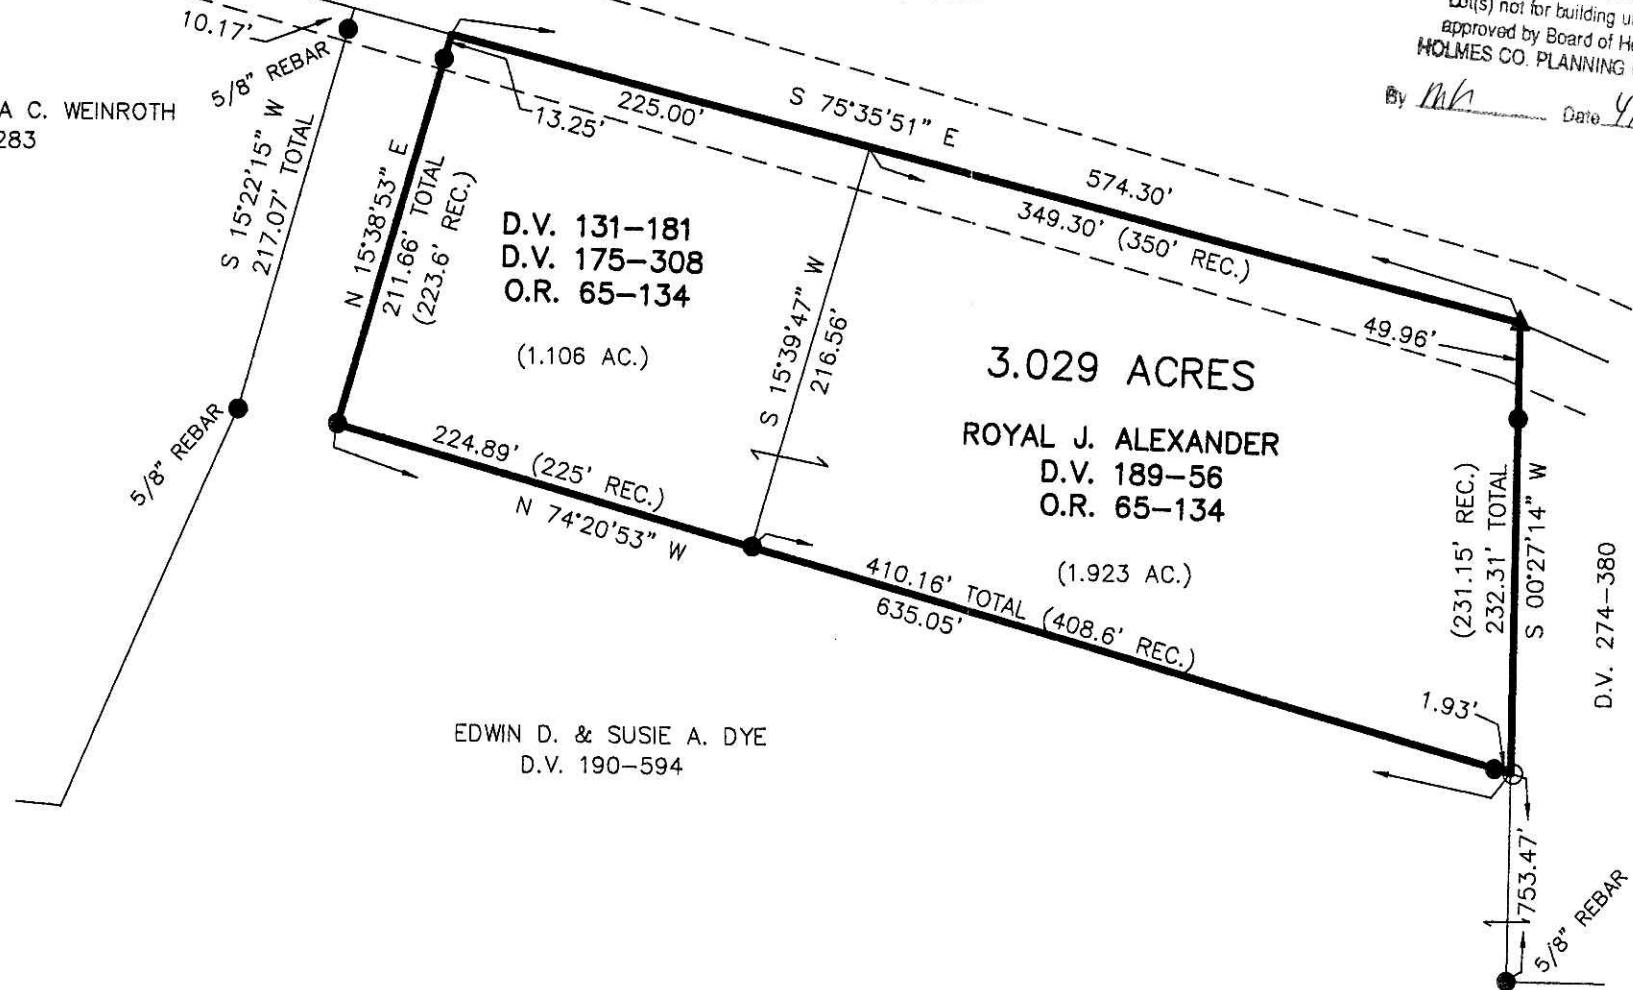 Lot(s) not for building
approved by Board of
HOLMES CO. PLANNING
By Mh Date
10.17'
5/8" REBAR
A C. WEINROTH
283
S 15°22'15" W
217.07' TOTAL
13.25'
225.00'
S 75°35'51" E
574.30'
349.30' (350' REC.)
N 15°38'53" E
211.66' TOTAL
(223.6' REC.)
D.V. 131-181
D.V. 175-308
O.R. 65-134
(1.106 AC.)
S 15°39'47" W
216.56'
49.96'
3.029 ACRES
ROYAL J. ALEXANDER
D.V. 189-56
O.R. 65-134
(1.923 AC.)
5/8" REBAR
224.89' (225' REC.)
N 74°20'53" W
410.16' TOTAL (408.6' REC.)
635.05'
(231.15' REC.)
232.31' TOTAL
S 00°27'14" W
D.V. 274-380
1.93'
EDWIN D. & SUSIE A. DYE
D.V. 190-594
753.47'
5/8" REBAR